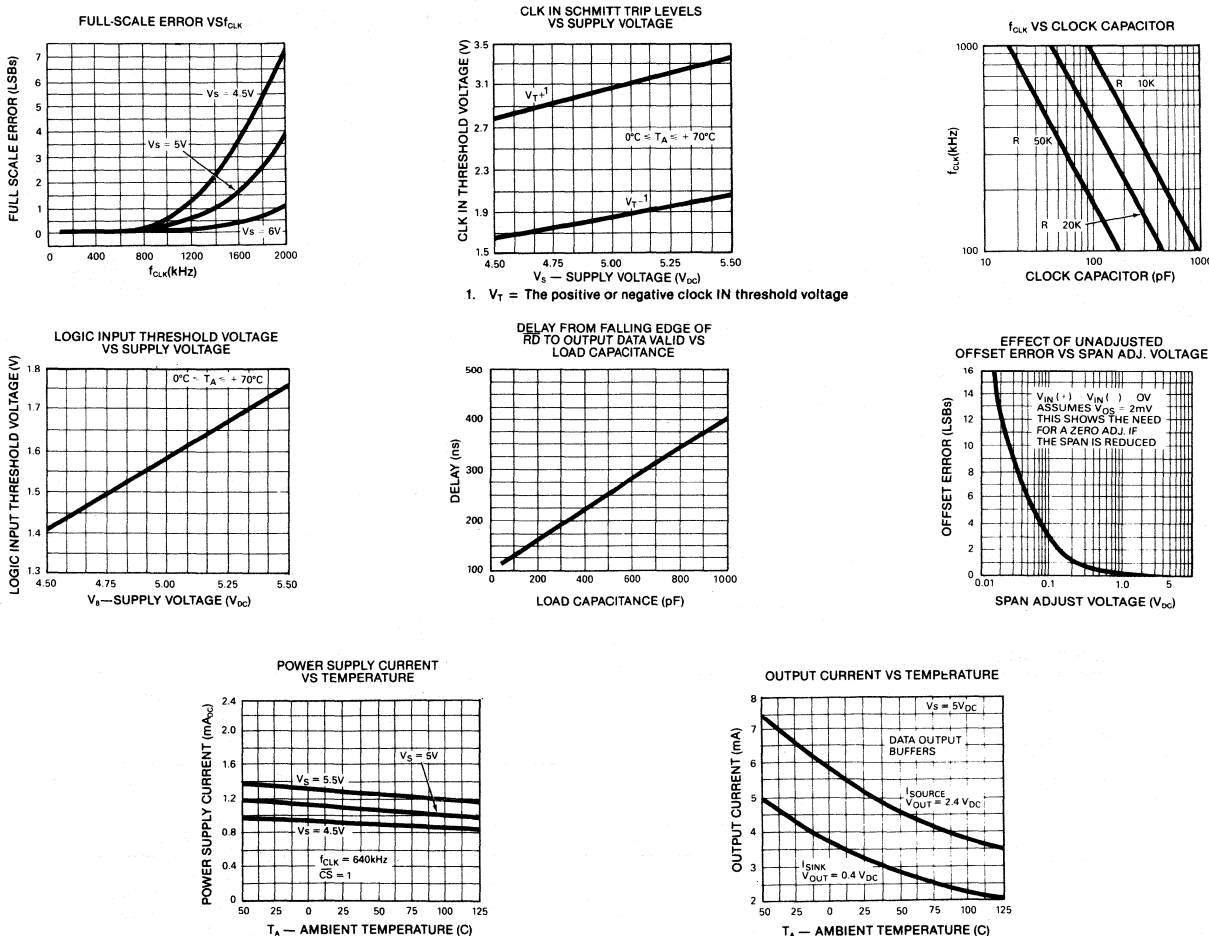 FULL-SCALE ERROR VSfCLK
FULL SCALE ERROR (LSBs)
7
6
5
4
3
2
1
0
Vs = 4.5V
Vs = 5V
Vs = 6V
0 400 800 1200 1600 2000
fCLK(kHz)
CLK IN SCHMITT TRIP LEVELS
VS SUPPLY VOLTAGE
CLK IN THRESHOLD VOLTAGE (V)
3.5
3.1
2.7
2.3
1.9
1.5
VT+1
0°C ≤ TA ≤ + 70°C
VT-1
4.50 4.75 5.00 5.25 5.50
VS — SUPPLY VOLTAGE (VDC)
1. VT = The positive or negative clock IN threshold voltage
fCLK VS CLOCK CAPACITOR
fCLK(kHz)
1000
100
R 10K
R 50K
R 20K
10 100 1000
CLOCK CAPACITOR (pF)
LOGIC INPUT THRESHOLD VOLTAGE
VS SUPPLY VOLTAGE
LOGIC INPUT THRESHOLD VOLTAGE (V)
1.8
1.7
1.6
1.5
1.4
1.3
0°C ~ TA ≤ + 70°C
4.50 4.75 5.00 5.25 5.50
V8—SUPPLY VOLTAGE (VDC)
DELAY FROM FALLING EDGE OF
RD TO OUTPUT DATA VALID VS
LOAD CAPACITANCE
DELAY (ns)
500
400
300
200
100
0 200 400 600 800 1000
LOAD CAPACITANCE (pF)
EFFECT OF UNADJUSTED
OFFSET ERROR VS SPAN ADJ. VOLTAGE
OFFSET ERROR (LSBs)
16
14
12
10
8
6
4
2
0
VIN (+) VIN ( ) OV
ASSUMES VOS = 2mV
THIS SHOWS THE NEED
FOR A ZERO ADJ. IF
THE SPAN IS REDUCED
0.01 0.1 1.0 5
SPAN ADJUST VOLTAGE (VDC)
POWER SUPPLY CURRENT
VS TEMPERATURE
POWER SUPPLY CURRENT (mADC)
2.4
2.0
1.6
1.2
0.8
0.4
0
VS = 5V
VS = 5.5V
Vs = 4.5V
fCLK = 640kHz
CS = 1
50 25 0 25 50 75 100 125
TA — AMBIENT TEMPERATURE (C)
OUTPUT CURRENT VS TEMPERATURE
OUTPUT CURRENT (mA)
8
7
6
5
4
3
2
Vs = 5VDC
DATA OUTPUT
BUFFERS
ISOURCE
VOUT = 2.4 VDC
ISINK
VOUT = 0.4 VDC
50 25 0 25 50 75 100 125
TA — AMBIENT TEMPERATURE (C)